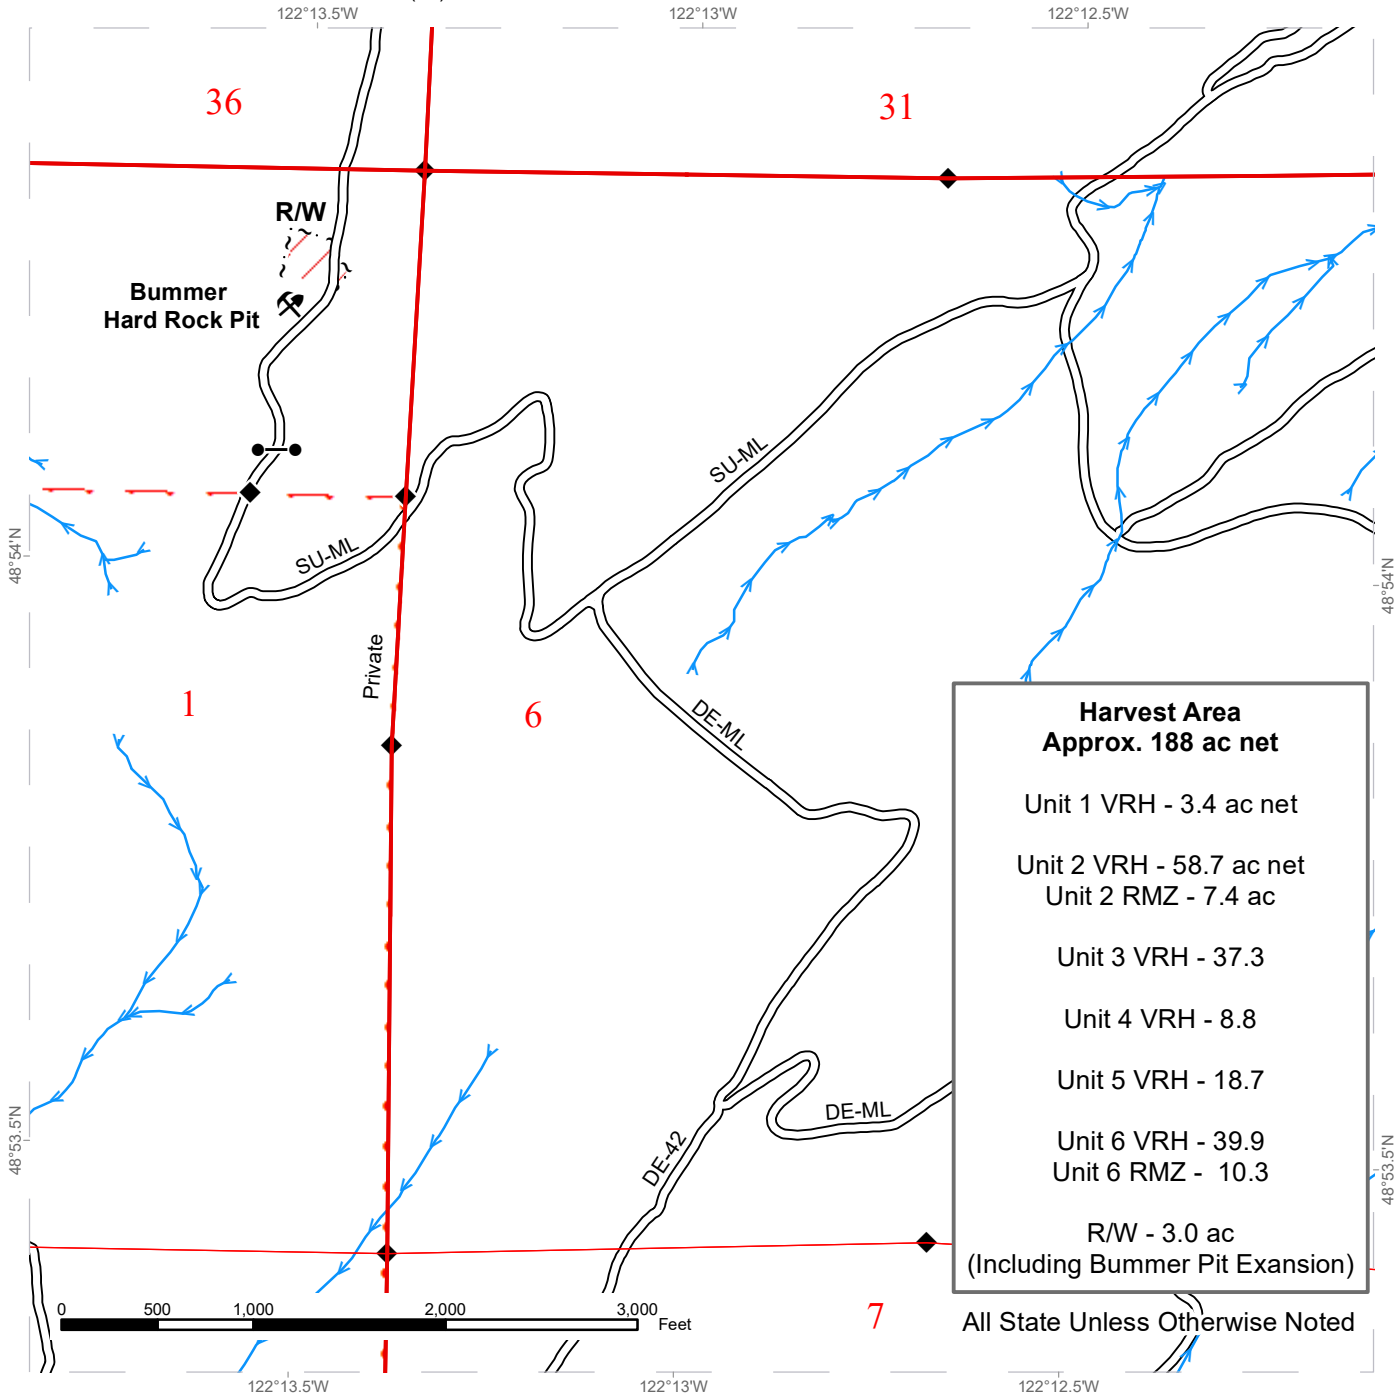 122°13.5'W
122°13'W
122°12.5'W
36
31
R/W
Bummer
Hard Rock Pit
SU-ML
SU-ML
48°54'N
48°54'N
Private
1
6
DE-ML
Harvest Area
Approx. 188 ac net
Unit 1 VRH - 3.4 ac net
Unit 2 VRH - 58.7 ac net
Unit 2 RMZ - 7.4 ac
Unit 3 VRH - 37.3
Unit 4 VRH - 8.8
Unit 5 VRH - 18.7
Unit 6 VRH - 39.9
Unit 6 RMZ - 10.3
R/W - 3.0 ac
(Including Bummer Pit Exansion)
DE-ML
DE-42
48°53.5'N
48°53.5'N
0 500 1,000 2,000 3,000
Feet
7
All State Unless Otherwise Noted
122°13.5'W
122°13'W
122°12.5'W